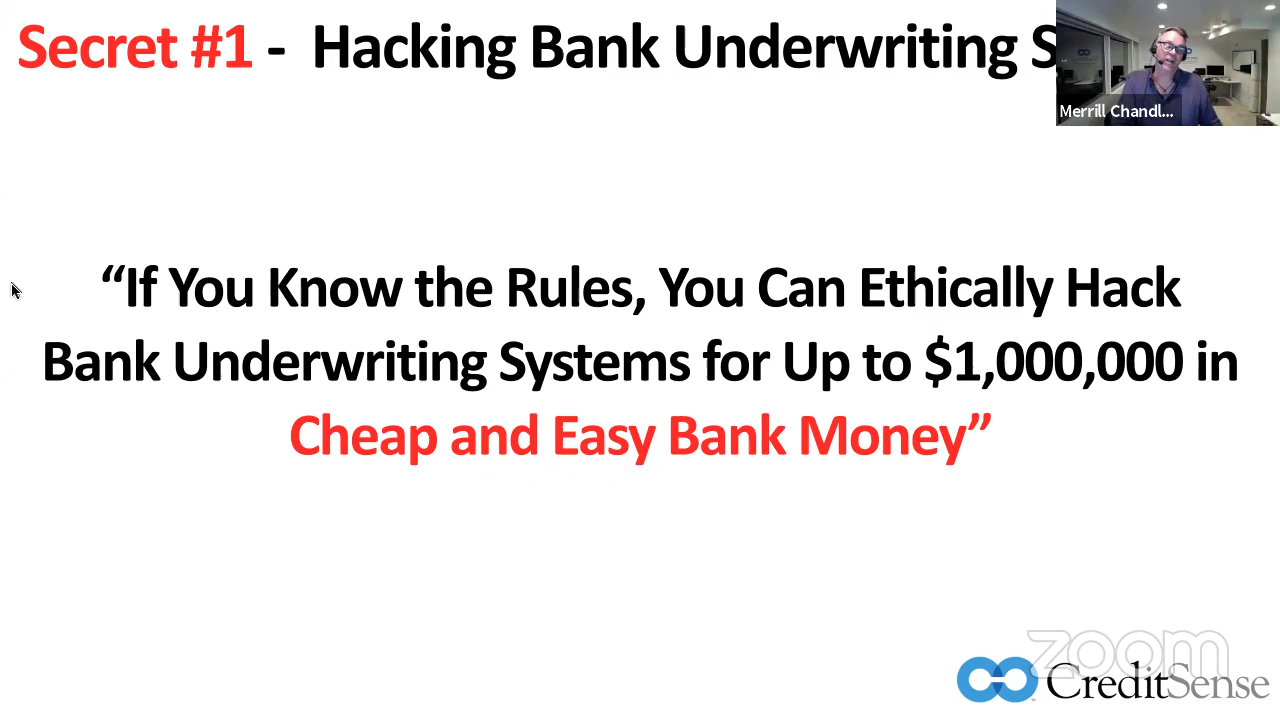 Secret #1 - Hacking Bank Underwriting S
Merrill Chandl...
“If You Know the Rules, You Can Ethically Hack
Bank Underwriting Systems for Up to $1,000,000 in
Cheap and Easy Bank Money”
zoom
CreditSense